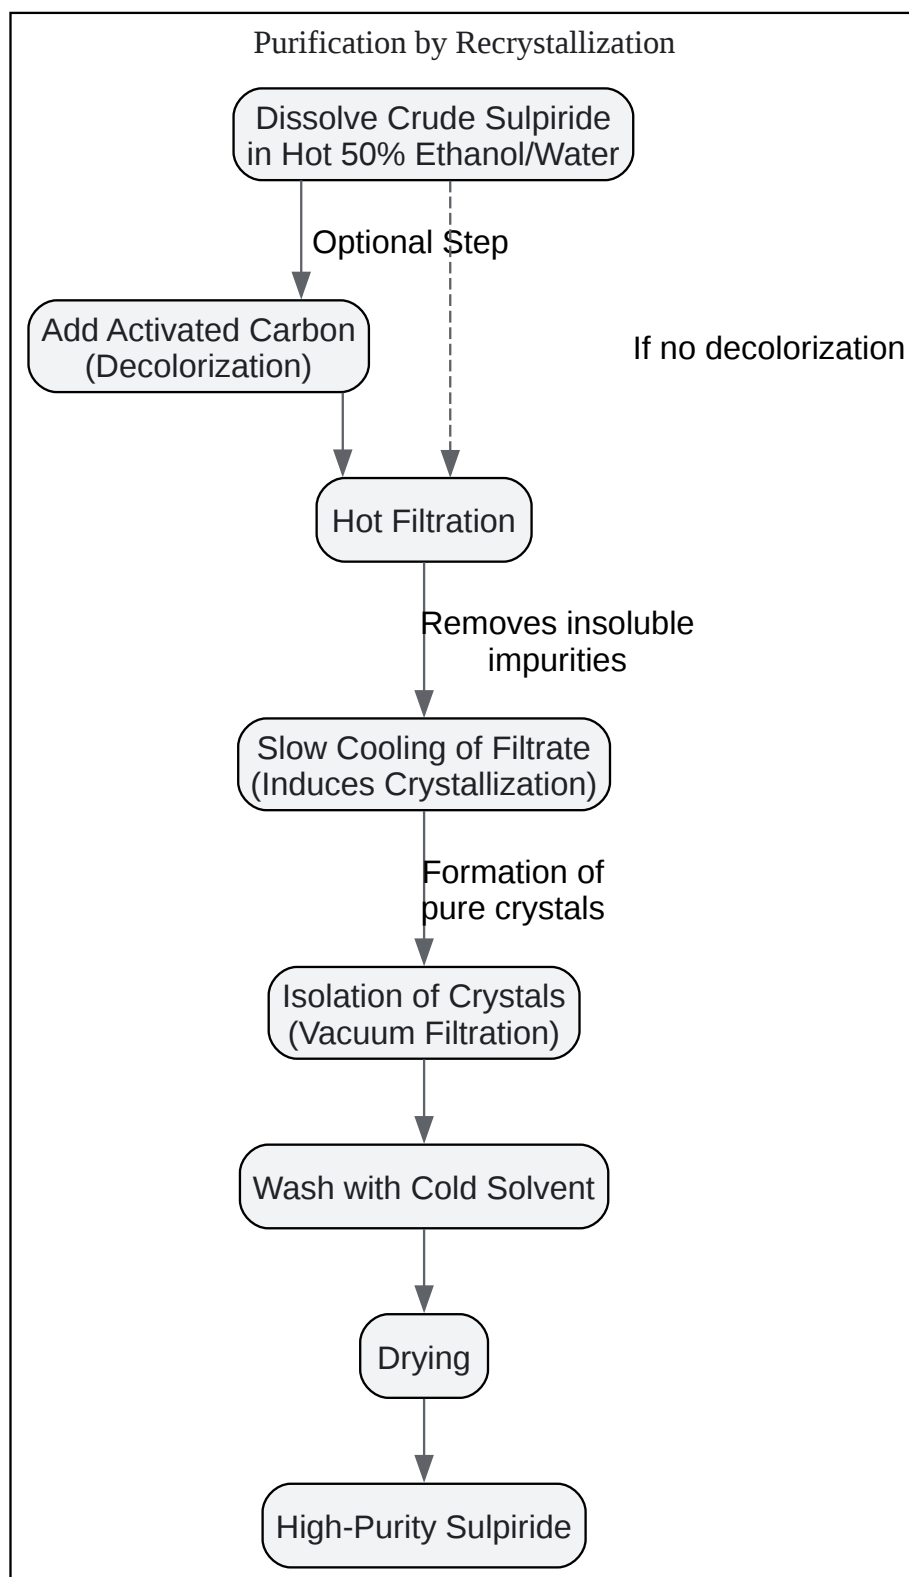 Purification by Recrystallization
Dissolve Crude Sulpiride
in Hot 50% Ethanol/Water
Optional Step
Add Activated Carbon
(Decolorization)
If no decolorization
Hot Filtration
Removes insoluble
impurities
Slow Cooling of Filtrate
(Induces Crystallization)
Formation of
pure crystals
Isolation of Crystals
(Vacuum Filtration)
Wash with Cold Solvent
Drying
High-Purity Sulpiride